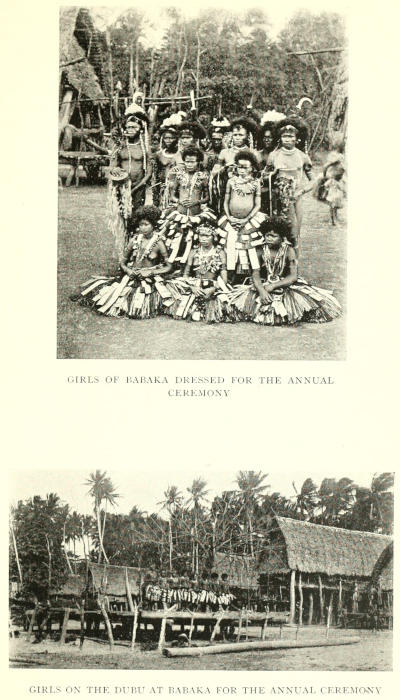 GIRLS OF BABAKA DRESSED FOR THE ANNUAL
CEREMONY
GIRLS ON THE DUBU AT BABAKA FOR THE ANNUAL CEREMONY